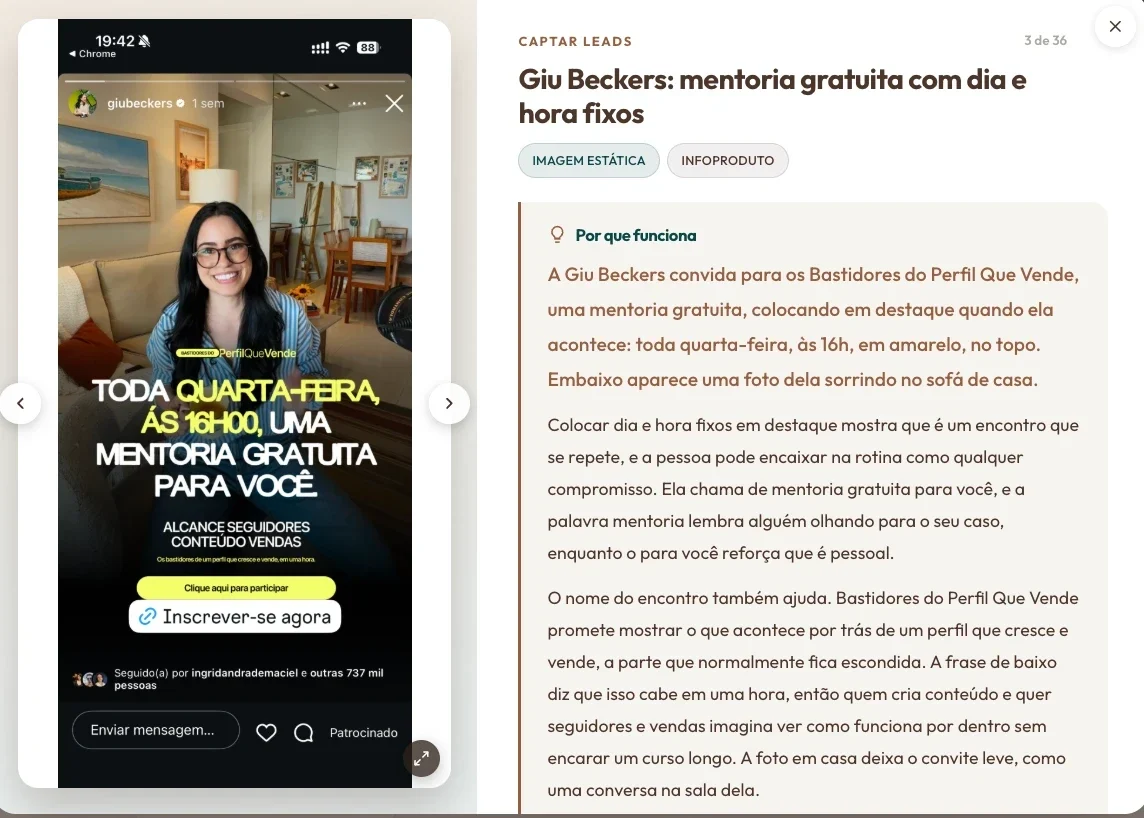 19:42
Chrome
88
giubeckers 1 sem
BASTIDORES DO PerfilQueVende
TODA QUARTA-FEIRA,
ÁS 16H00, UMA
MENTORIA GRATUITA
PARA VOCÊ
ALCANCE SEGUIDORES
CONTEÚDO VENDAS
Os bastidores de um perfil que cresce e vende, em uma hora.
Clique aqui para participar
Inscrever-se agora
Seguido(a) por ingridandrademaciel e outras 737 mil
pessoas
Enviar mensagem...
Patrocinado
CAPTAR LEADS
3 de 36
Giu Beckers: mentoria gratuita com dia e
hora fixos
IMAGEM ESTÁTICA
INFOPRODUTO
Por que funciona
A Giu Beckers convida para os Bastidores do Perfil Que Vende,
uma mentoria gratuita, colocando em destaque quando ela
acontece: toda quarta-feira, às 16h, em amarelo, no topo.
Embaixo aparece uma foto dela sorrindo no sofá de casa.
Colocar dia e hora fixos em destaque mostra que é um encontro que
se repete, e a pessoa pode encaixar na rotina como qualquer
compromisso. Ela chama de mentoria gratuita para você, e a
palavra mentoria lembra alguém olhando para o seu caso,
enquanto o para você reforça que é pessoal.
O nome do encontro também ajuda. Bastidores do Perfil Que Vende
promete mostrar o que acontece por trás de um perfil que cresce e
vende, a parte que normalmente fica escondida. A frase de baixo
diz que isso cabe em uma hora, então quem cria conteúdo e quer
seguidores e vendas imagina ver como funciona por dentro sem
encarar um curso longo. A foto em casa deixa o convite leve, como
uma conversa na sala dela.